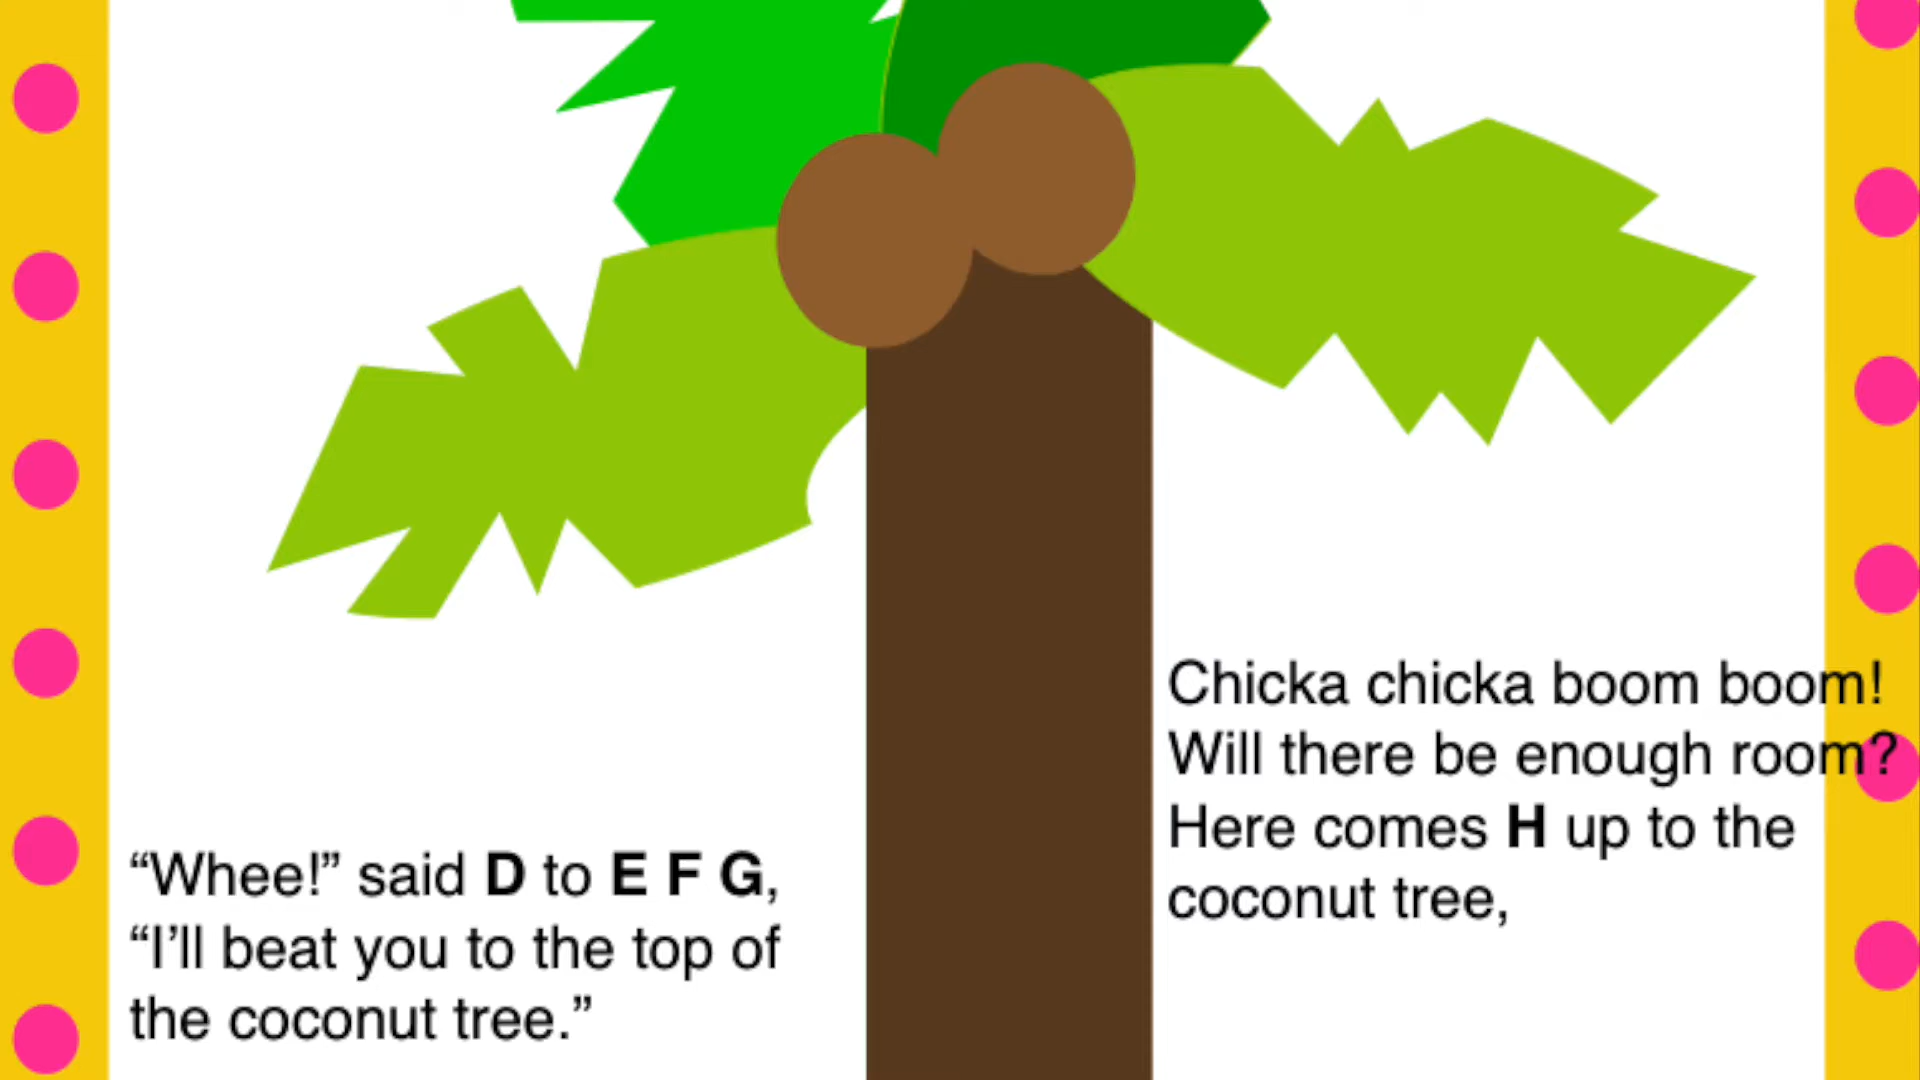 “Whee!” said D to E F G,
“I’ll beat you to the top of
the coconut tree.”
Chicka chicka boom boom!
Will there be enough room?
Here comes H up to the
coconut tree,